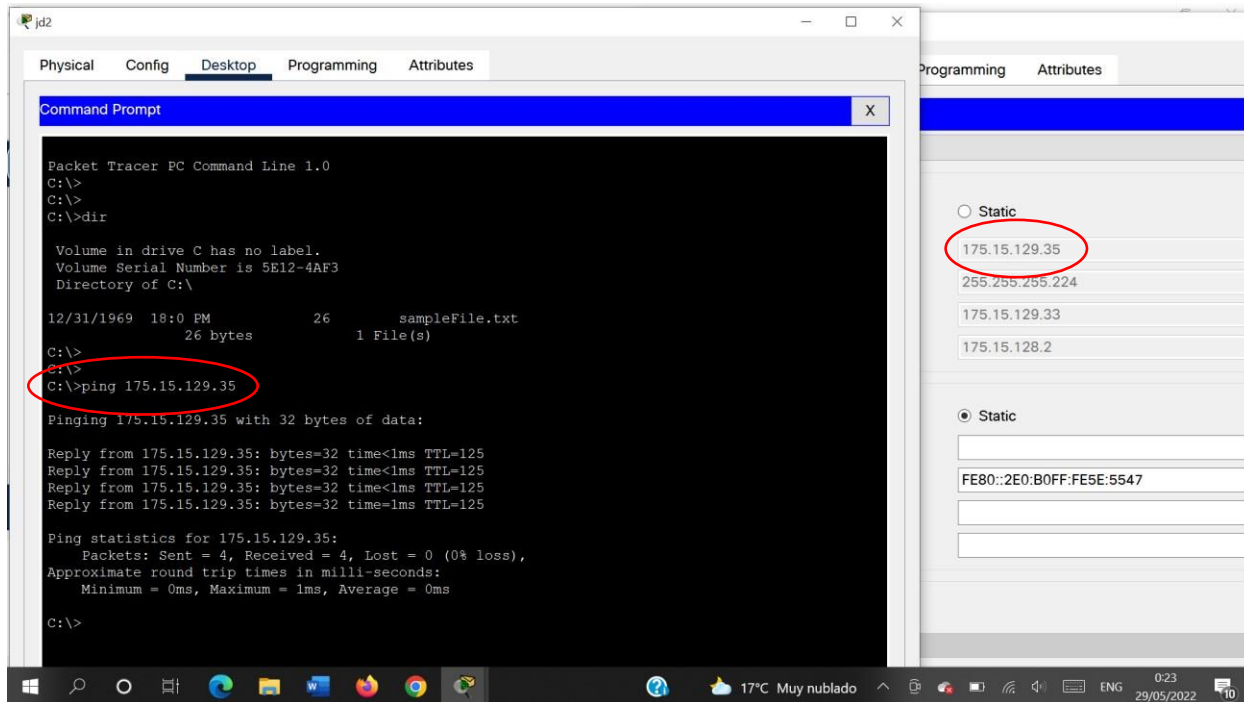 jd2
Physical Config Desktop Programming Attributes
Command Prompt
X
Packet Tracer PC Command Line 1.0
C:\>
C:\>
C:\>dir
Volume in drive C has no label.
Volume Serial Number is 5E12-4AF3
Directory of C:\
12/31/1969 18:0 PM 26 sampleFile.txt
26 bytes 1 File(s)
C:\>
C:\>
C:\>ping 175.15.129.35
Pinging 175.15.129.35 with 32 bytes of data:
Reply from 175.15.129.35: bytes=32 time<1ms TTL=125
Reply from 175.15.129.35: bytes=32 time<1ms TTL=125
Reply from 175.15.129.35: bytes=32 time<1ms TTL=125
Reply from 175.15.129.35: bytes=32 time=1ms TTL=125
Ping statistics for 175.15.129.35:
Packets: Sent = 4, Received = 4, Lost = 0 (0% loss),
Approximate round trip times in milli-seconds:
Minimum = 0ms, Maximum = 1ms, Average = 0ms
C:\>
Programming Attributes
Static
175.15.129.35
255.255.255.224
175.15.129.33
175.15.128.2
Static
FE80::2E0:B0FF:FE5E:5547
17°C Muy nublado
ENG
0:23
29/05/2022
10